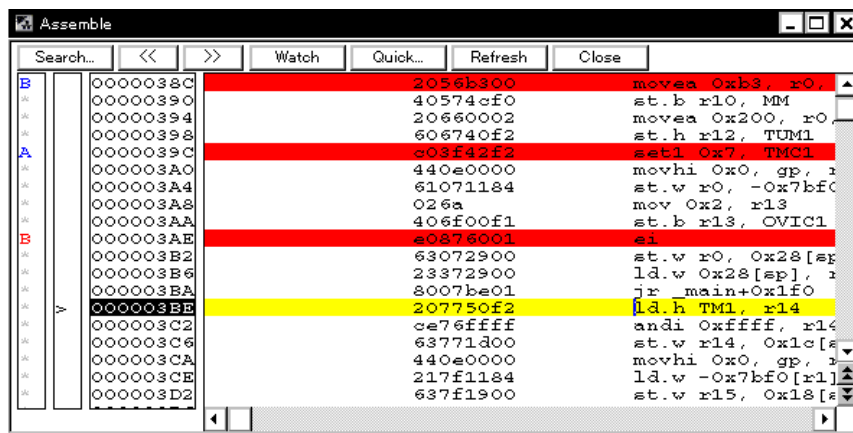 Assemble
Search... << >> Watch Quick... Refresh Close
B 0000038C 2056b300 movea 0xb3, r0,
* 00000390 40574cf0 st.b r10, MM
* 00000394 20660002 movea 0x200, r0,
* 00000398 606740f2 st.h r12, TUM1
A 0000039C c03f42f2 set1 0x7, TMC1
* 000003A0 440e0000 movhi 0x0, gp, r
* 000003A4 61071184 st.w r0, -0x7bf0
* 000003A8 026a mov 0x2, r13
* 000003AA 406f00f1 st.b r13, OVIC1
B 000003AE e0876001 ei
* 000003B2 63072900 st.w r0, 0x28[sp
* 000003B6 23372900 ld.w 0x28[sp], r
* 000003BA 8007be01 jr _main+0x1f0
* > 000003BE 207750f2 ld.h TM1, r14
* 000003C2 ce76ffff andi 0xffff, r14
* 000003C6 63771d00 st.w r14, 0x1c[s
* 000003CA 440e0000 movhi 0x0, gp, r
* 000003CE 217f1184 ld.w -0x7bf0[r1]
* 000003D2 637f1900 st.w r15, 0x18[s